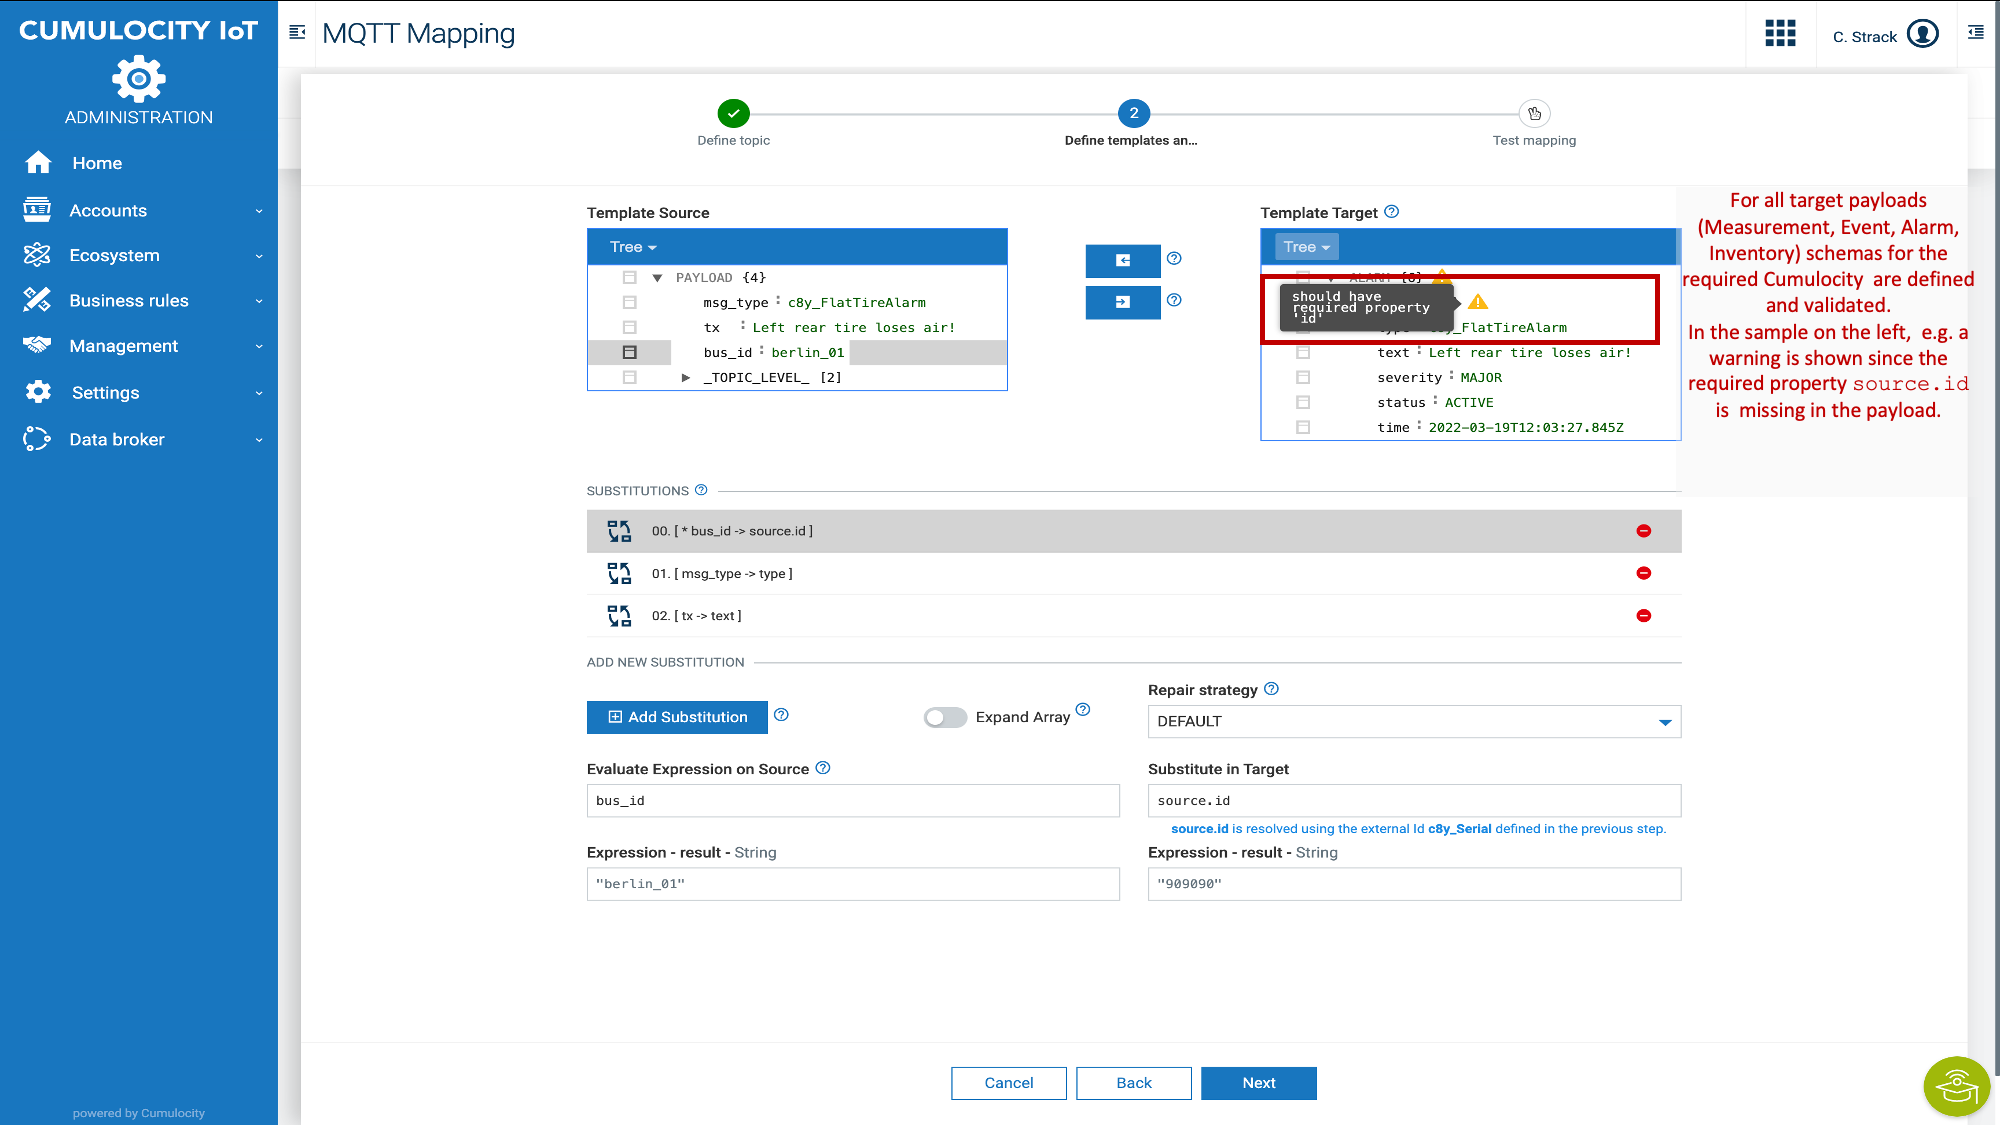 CUMULOCITY IoT
ADMINISTRATION
Home
Accounts
Ecosystem
Business rules
Management
Settings
Data broker
powered by Cumulocity
MQTT Mapping
C. Strack
2
Define topic
Define templates an...
Test mapping
Template Source
Tree
PAYLOAD {4}
msg_type : c8y_FlatTireAlarm
tx : Left rear tire loses air!
bus_id : berlin_01
_TOPIC_LEVEL_ [2]
Template Target
Tree
should have
required property
'id'
FlatTireAlarm
text : Left rear tire loses air!
severity : MAJOR
status : ACTIVE
time : 2022-03-19T12:03:27.845Z
For all target payloads
(Measurement, Event, Alarm,
Inventory) schemas for the
required Cumulocity are defined
and validated.
In the sample on the left, e.g. a
warning is shown since the
required property source.id
is missing in the payload.
SUBSTITUTIONS
00. [ * bus_id -> source.id ]
01. [ msg_type -> type ]
02. [ tx -> text ]
ADD NEW SUBSTITUTION
Add Substitution
Expand Array
Repair strategy
DEFAULT
Evaluate Expression on Source
bus_id
Substitute in Target
source.id
source.id is resolved using the external Id c8y_Serial defined in the previous step.
Expression - result - String
"berlin_01"
Expression - result - String
"909090"
Cancel
Back
Next